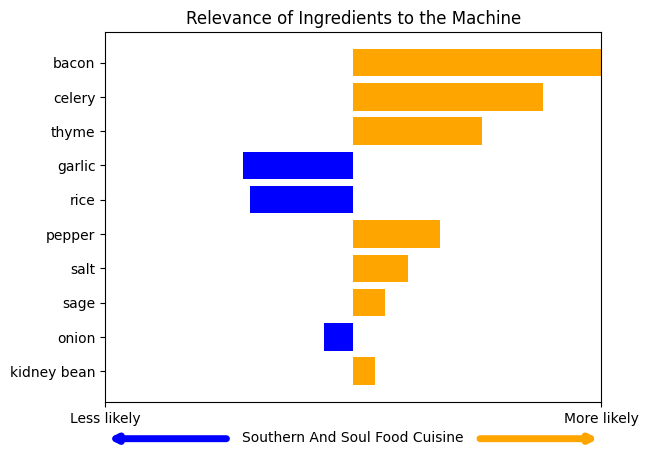 Relevance of Ingredients to the Machine
bacon
celery
thyme
garlic
rice
pepper
salt
sage
onion
kidney bean
Less likely
More likely
Southern And Soul Food Cuisine